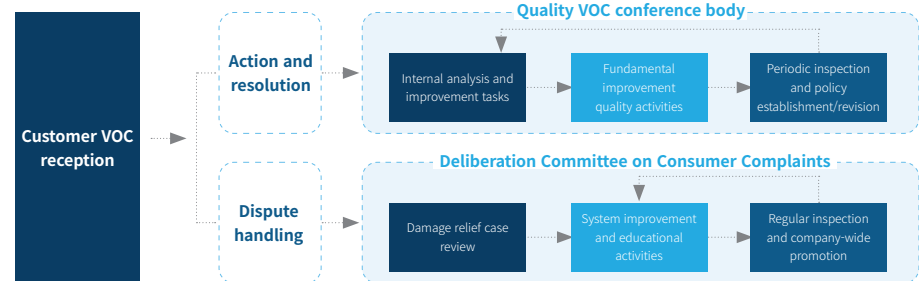 Customer VOC
reception
Action and
resolution
Quality VOC conference body
Internal analysis and
improvement tasks
Fundamental
improvement
quality activities
Periodic inspection
and policy
establishment/revision
Dispute
handling
Deliberation Committee on Consumer Complaints
Damage relief case
review
System improvement
and educational
activities
Regular inspection
and company-wide
promotion